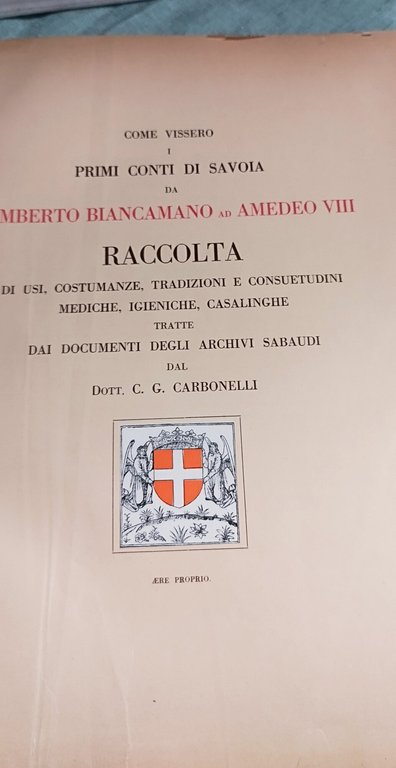 COME VISSERO
I
PRIMI CONTI DI SAVOIA
DA
MBERTO BIANCAMANO AD AMEDEO VIII
RACCOLTA
DI USI, COSTUMANZE, TRADIZIONI E CONSUETUDINI
MEDICHE, IGIENICHE, CASALINGHE
TRATTE
DAI DOCUMENTI DEGLI ARCHIVI SABAUDI
DAL
DOTT. C. G. CARBONELLI
ÆRE PROPRIO.